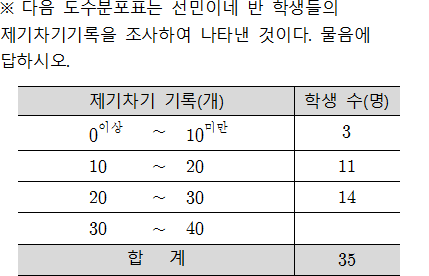 ※ 다음 도수분포표는 선민이네 반 학생들의
제기차기기록을 조사하여 나타낸 것이다. 물음에
답하시오.
제기차기 기록(개) 학생 수(명)
0이상 ~ 10미만 3
10 ~ 20 11
20 ~ 30 14
30 ~ 40
합 계 35